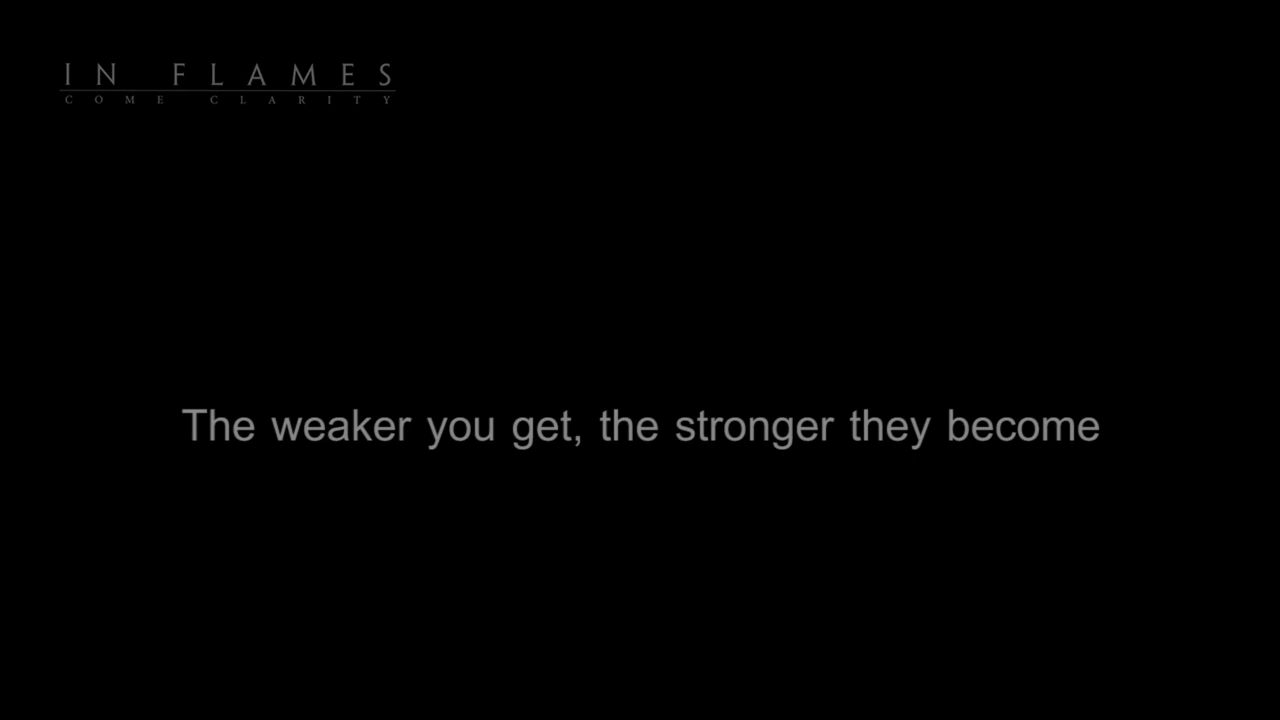 IN FLAMES
COME CLARITY
The weaker you get, the stronger they become